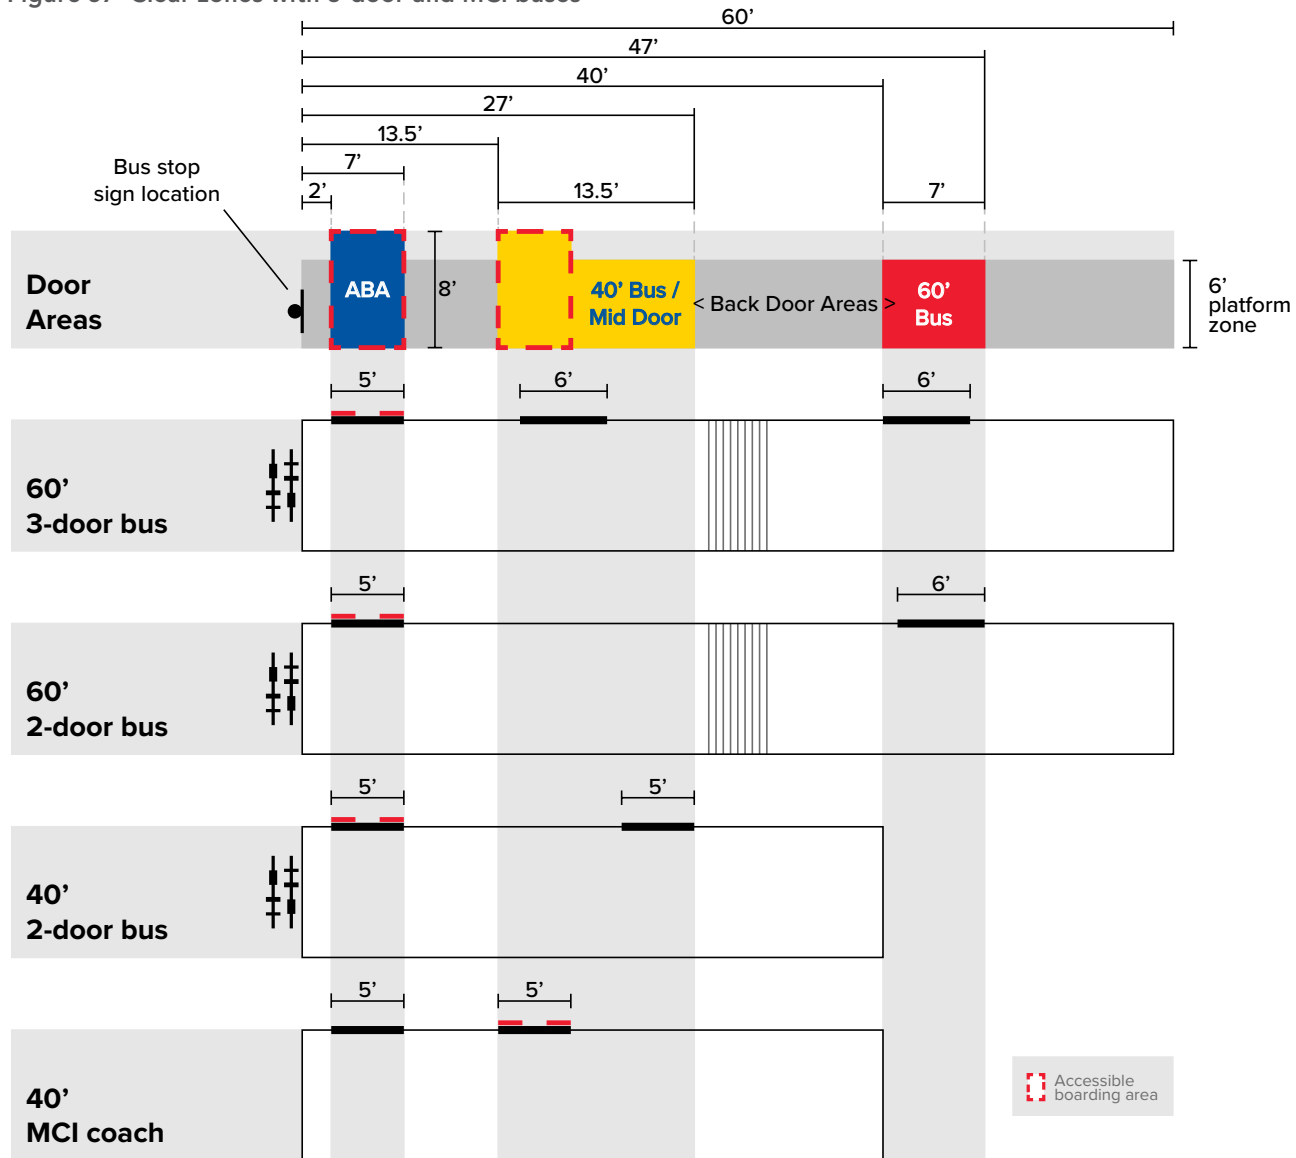 60’
47’
40’
27’
13.5’
7’
2’
13.5’
7’
Bus stop
sign location
Door
Areas
ABA
8’
40’ Bus /
Mid Door
< Back Door Areas >
60’
Bus
6’
platform
zone
5’
6’
6’
60’
3-door bus
5’
6’
60’
2-door bus
5’
5’
40’
2-door bus
5’
5’
40’
MCI coach
Accessible
boarding area